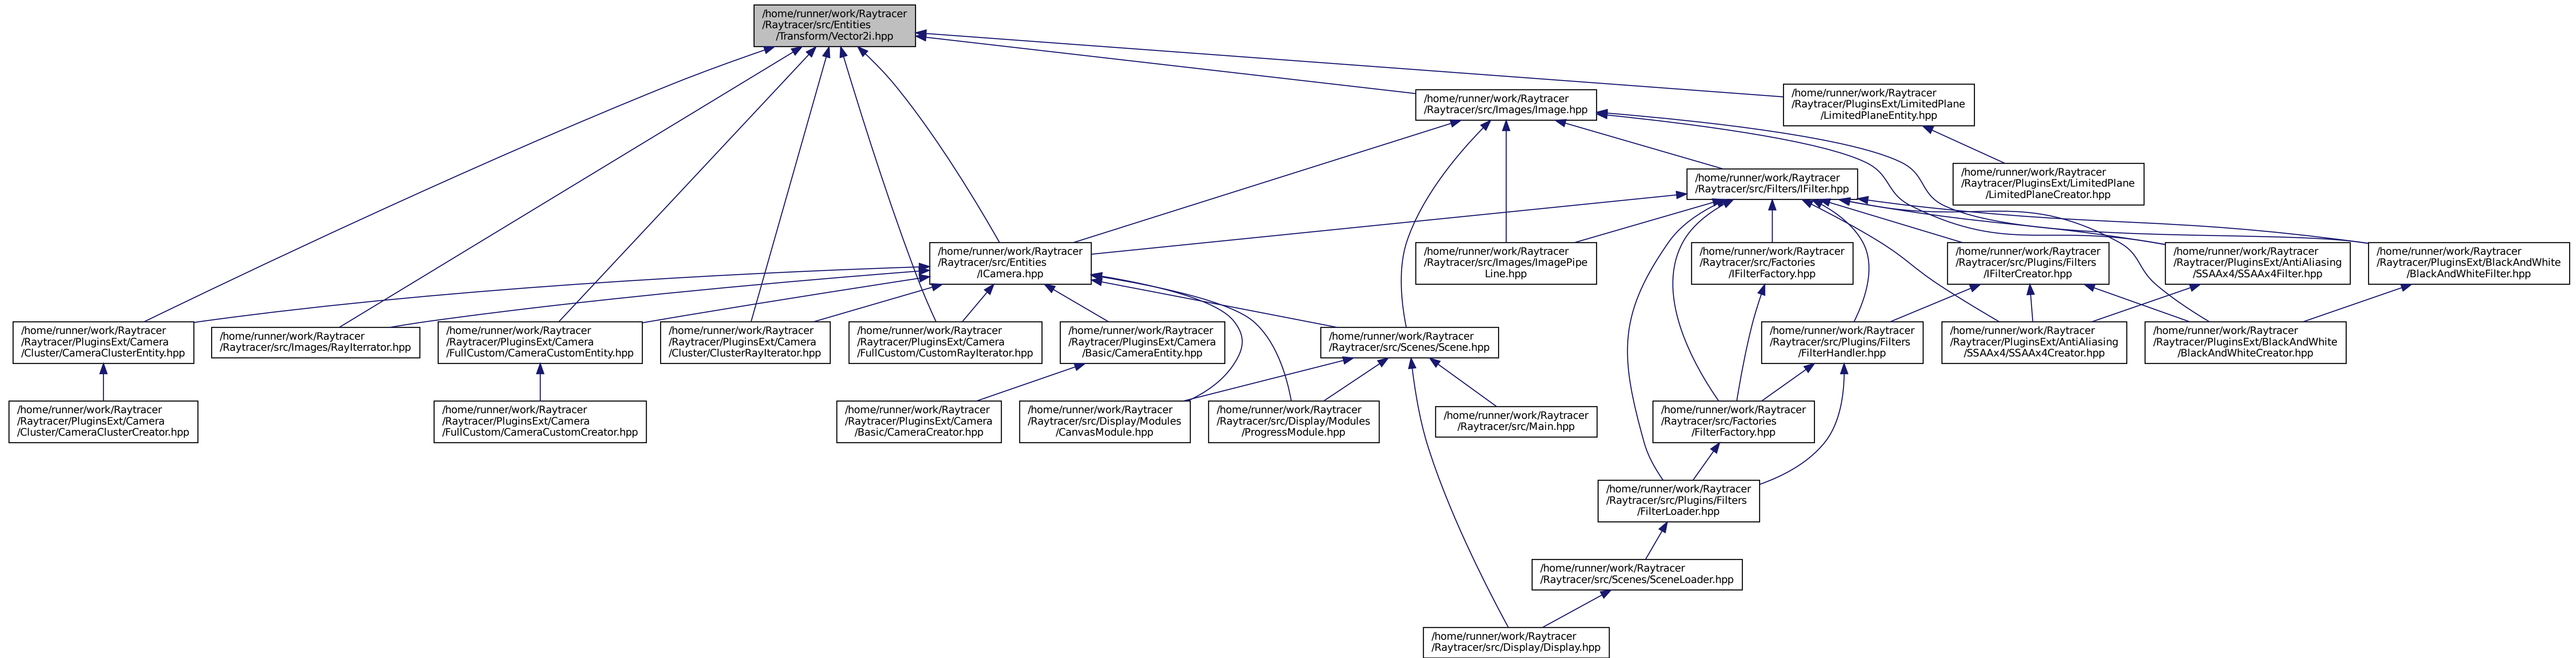 /home/runner/work/Raytracer
/Raytracer/src/Entities
/Transform/Vector2i.hpp
/home/runner/work/Raytracer
/Raytracer/src/Images/Image.hpp
/home/runner/work/Raytracer
/Raytracer/PluginsExt/LimitedPlane
/LimitedPlaneEntity.hpp
/home/runner/work/Raytracer
/Raytracer/src/Filters/IFilter.hpp
/home/runner/work/Raytracer
/Raytracer/PluginsExt/LimitedPlane
/LimitedPlaneCreator.hpp
/home/runner/work/Raytracer
/Raytracer/src/Entities
/ICamera.hpp
/home/runner/work/Raytracer
/Raytracer/src/Images/ImagePipe
Line.hpp
/home/runner/work/Raytracer
/Raytracer/src/Factories
/IFilterFactory.hpp
/home/runner/work/Raytracer
/Raytracer/src/Plugins/Filters
/IFilterCreator.hpp
/home/runner/work/Raytracer
/Raytracer/PluginsExt/AntiAliasing
/SSAAx4/SSAAx4Filter.hpp
/home/runner/work/Raytracer
/Raytracer/PluginsExt/BlackAndWhite
/BlackAndWhiteFilter.hpp
/home/runner/work/Raytracer
/Raytracer/PluginsExt/Camera
/Cluster/CameraClusterEntity.hpp
/home/runner/work/Raytracer
/Raytracer/src/Images/RayIterrator.hpp
/home/runner/work/Raytracer
/Raytracer/PluginsExt/Camera
/FullCustom/CameraCustomEntity.hpp
/home/runner/work/Raytracer
/Raytracer/PluginsExt/Camera
/Cluster/ClusterRayIterator.hpp
/home/runner/work/Raytracer
/Raytracer/PluginsExt/Camera
/FullCustom/CustomRayIterator.hpp
/home/runner/work/Raytracer
/Raytracer/PluginsExt/Camera
/Basic/CameraEntity.hpp
/home/runner/work/Raytracer
/Raytracer/src/Scenes/Scene.hpp
/home/runner/work/Raytracer
/Raytracer/src/Plugins/Filters
/FilterHandler.hpp
/home/runner/work/Raytracer
/Raytracer/PluginsExt/AntiAliasing
/SSAAx4/SSAAx4Creator.hpp
/home/runner/work/Raytracer
/Raytracer/PluginsExt/BlackAndWhite
/BlackAndWhiteCreator.hpp
/home/runner/work/Raytracer
/Raytracer/PluginsExt/Camera
/Cluster/CameraClusterCreator.hpp
/home/runner/work/Raytracer
/Raytracer/PluginsExt/Camera
/FullCustom/CameraCustomCreator.hpp
/home/runner/work/Raytracer
/Raytracer/PluginsExt/Camera
/Basic/CameraCreator.hpp
/home/runner/work/Raytracer
/Raytracer/src/Display/Modules
/CanvasModule.hpp
/home/runner/work/Raytracer
/Raytracer/src/Display/Modules
/ProgressModule.hpp
/home/runner/work/Raytracer
/Raytracer/src/Main.hpp
/home/runner/work/Raytracer
/Raytracer/src/Factories
/FilterFactory.hpp
/home/runner/work/Raytracer
/Raytracer/src/Plugins/Filters
/FilterLoader.hpp
/home/runner/work/Raytracer
/Raytracer/src/Scenes/SceneLoader.hpp
/home/runner/work/Raytracer
/Raytracer/src/Display/Display.hpp